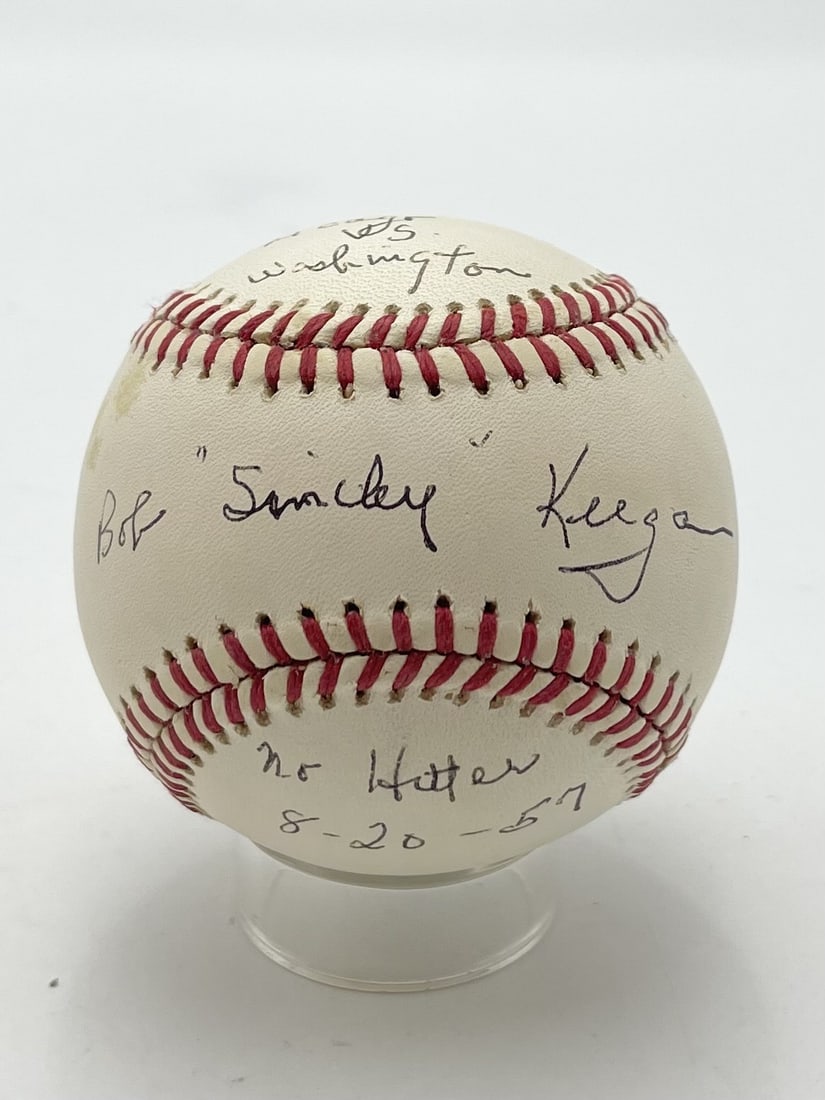 vs.
Washington
Bob "Smiley" Keegan
No Hitter
8-20-57